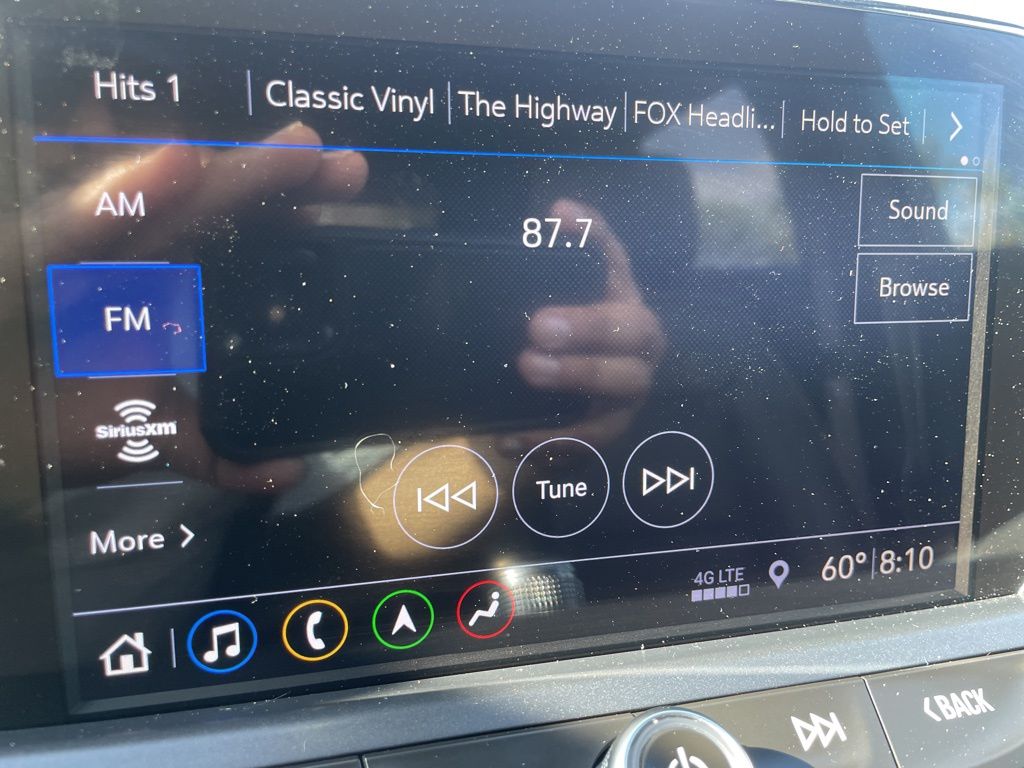 Hits 1
Classic Vinyl
The Highway
FOX Headli...
Hold to Set
AM
87.7
Sound
FM
Browse
SiriusXM
Tune
More
4G LTE
60° 8:10
BACK